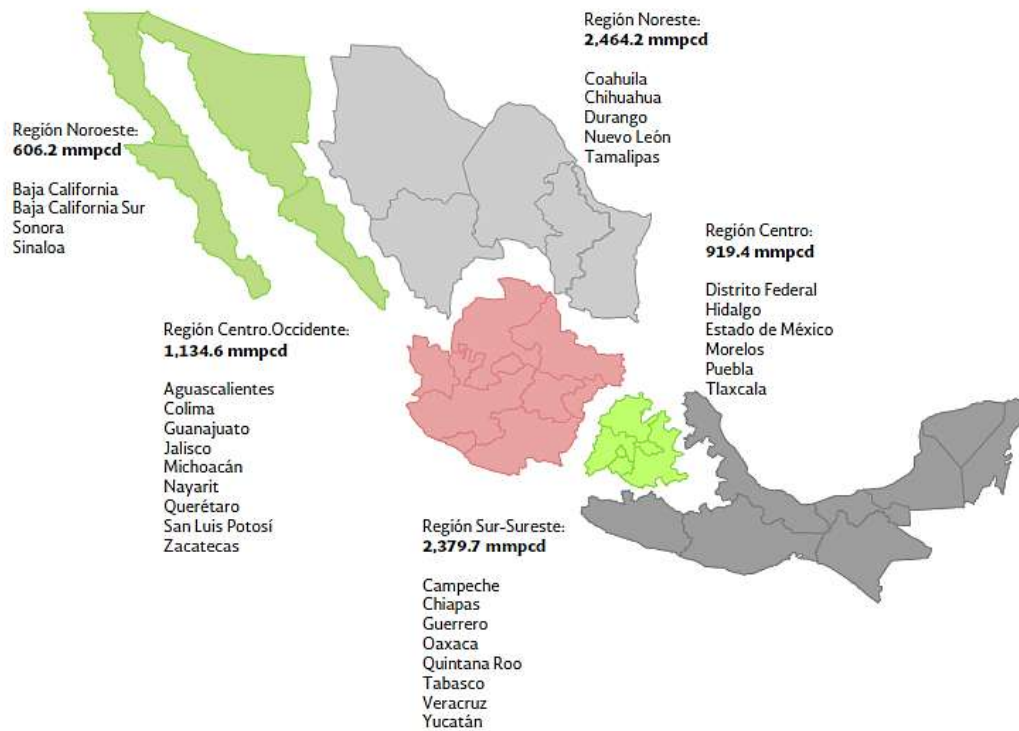 Región Noreste:
2,464.2 mmpcd
Coahuila
Chihuahua
Durango
Nuevo León
Tamalipas
Región Noroeste:
606.2 mmpcd
Baja California
Baja California Sur
Sonora
Sinaloa
Región Centro:
919.4 mmpcd
Distrito Federal
Hidalgo
Estado de México
Morelos
Puebla
Tlaxcala
Región Centro.Occidente:
1,134.6 mmpcd
Aguascalientes
Colima
Guanajuato
Jalisco
Michoacán
Nayarit
Querétaro
San Luis Potosí
Zacatecas
Región Sur-Sureste:
2,379.7 mmpcd
Campeche
Chiapas
Guerrero
Oaxaca
Quintana Roo
Tabasco
Veracruz
Yucatán